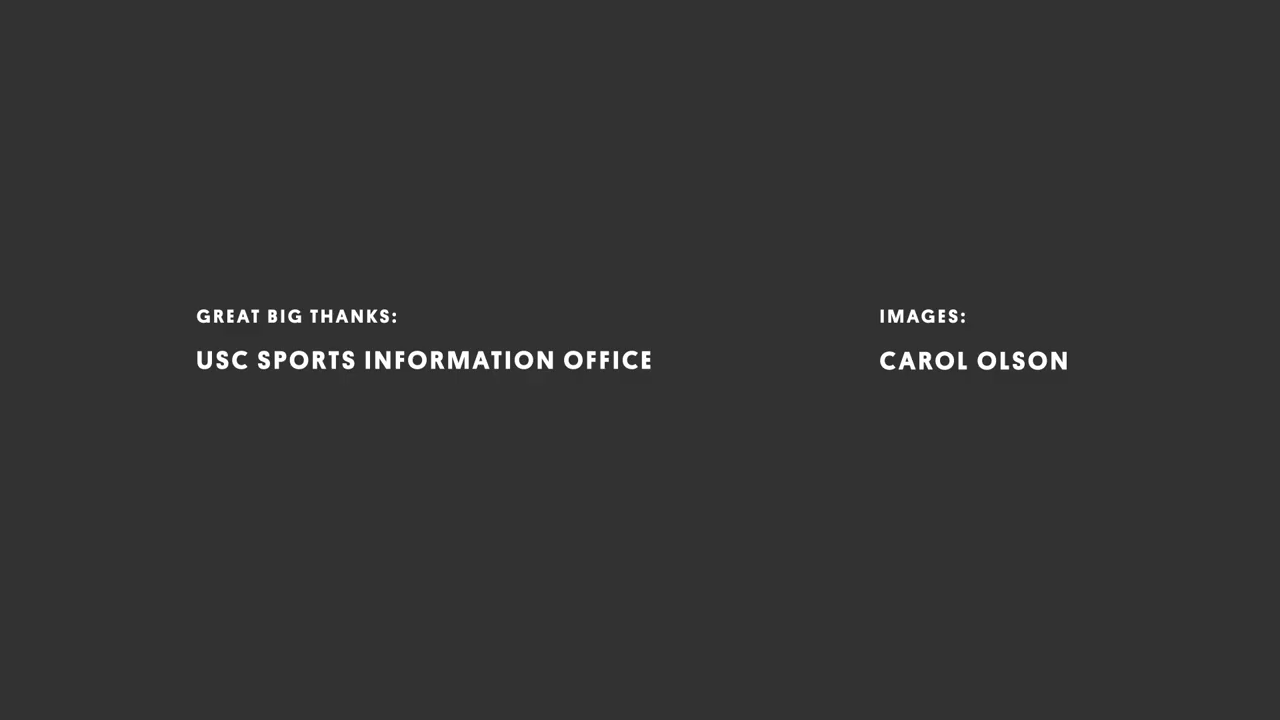 GREAT BIG THANKS:
USC SPORTS INFORMATION OFFICE
IMAGES:
CAROL OLSON